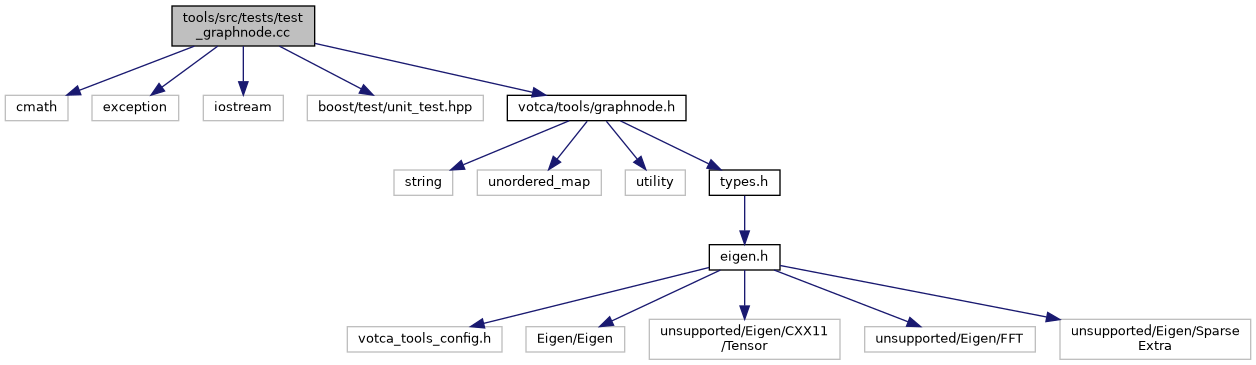 tools/src/tests/test
_graphnode.cc
cmath
exception
iostream
boost/test/unit_test.hpp
votca/tools/graphnode.h
string
unordered_map
utility
types.h
eigen.h
votca_tools_config.h
Eigen/Eigen
unsupported/Eigen/CXX11
/Tensor
unsupported/Eigen/FFT
unsupported/Eigen/Sparse
Extra